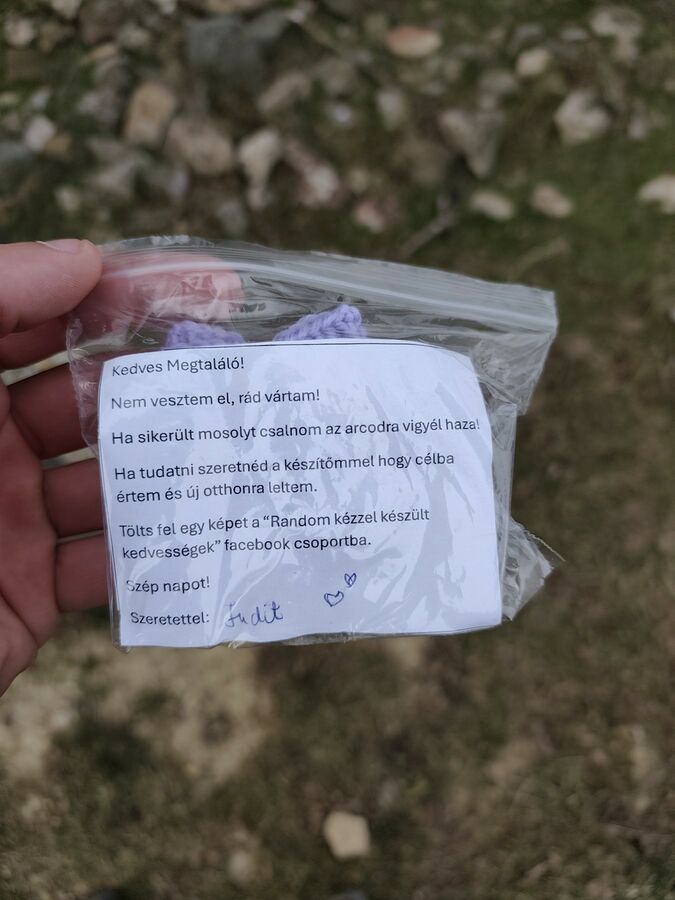 Kedves Megtaláló!
Nem vesztem el, rád vártam!
Ha sikerült mosolyt csalnom az arcodra vigyél haza!
Ha tudatni szeretnéd a készítőmmel hogy célba
értem és új otthonra leltem.
Tölts fel egy képet a “Random kézzel készült
kedvességek” facebook csoportba.
Szép napot!
Szeretettel: Judit